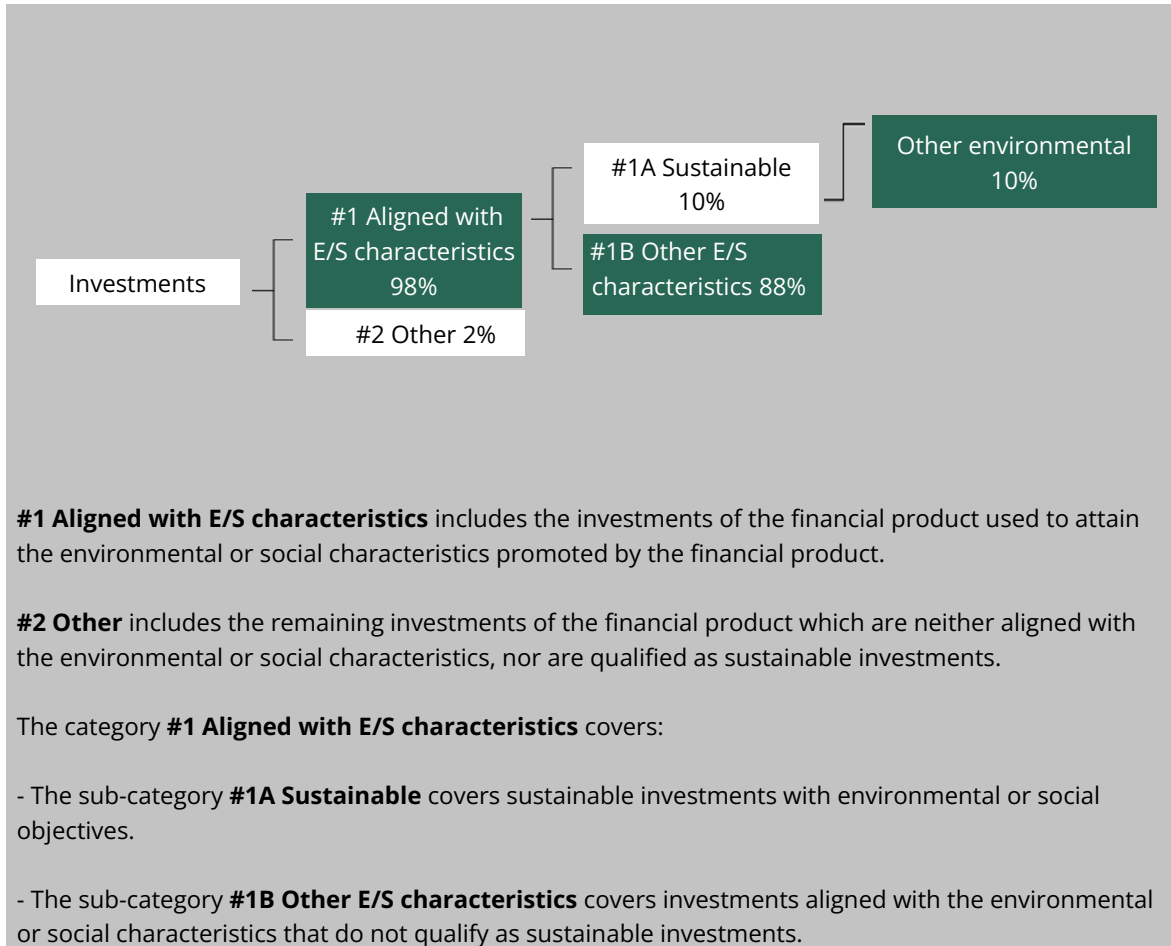 Investments
#1 Aligned with
E/S characteristics
98%
#2 Other 2%
#1A Sustainable
10%
#1B Other E/S
characteristics 88%
Other environmental
10%
#1 Aligned with E/S characteristics includes the investments of the financial product used to attain
the environmental or social characteristics promoted by the financial product.
#2 Other includes the remaining investments of the financial product which are neither aligned with
the environmental or social characteristics, nor are qualified as sustainable investments.
The category #1 Aligned with E/S characteristics covers:
- The sub-category #1A Sustainable covers sustainable investments with environmental or social
objectives.
- The sub-category #1B Other E/S characteristics covers investments aligned with the environmental
or social characteristics that do not qualify as sustainable investments.